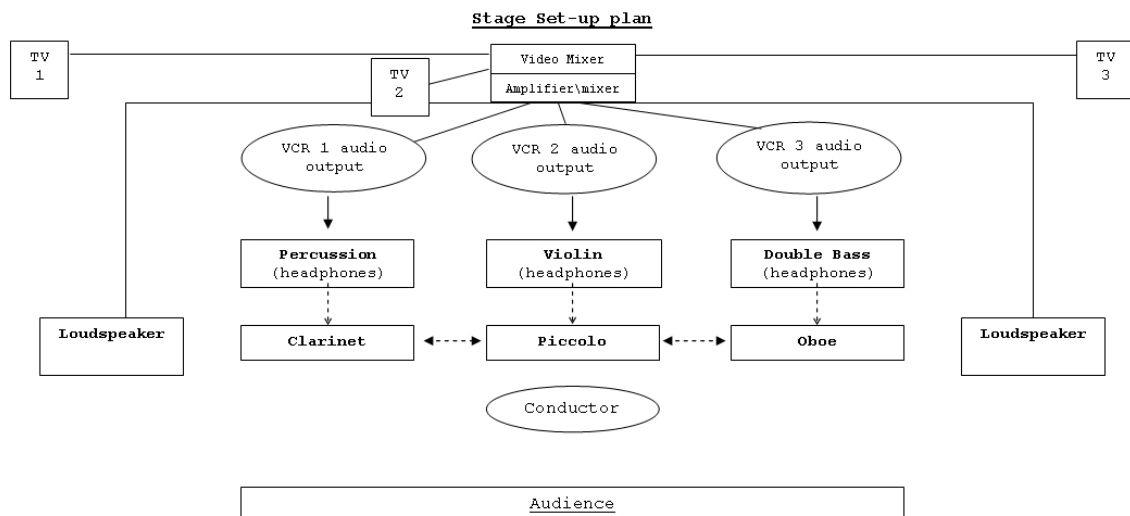 Stage Set-up plan
TV
1
Video Mixer
TV
3
TV
2
Amplifier\mixer
VCR 1 audio
output
VCR 2 audio
output
VCR 3 audio
output
Percussion
(headphones)
Violin
(headphones)
Double Bass
(headphones)
Loudspeaker
Clarinet
Piccolo
Oboe
Loudspeaker
Conductor
Audience